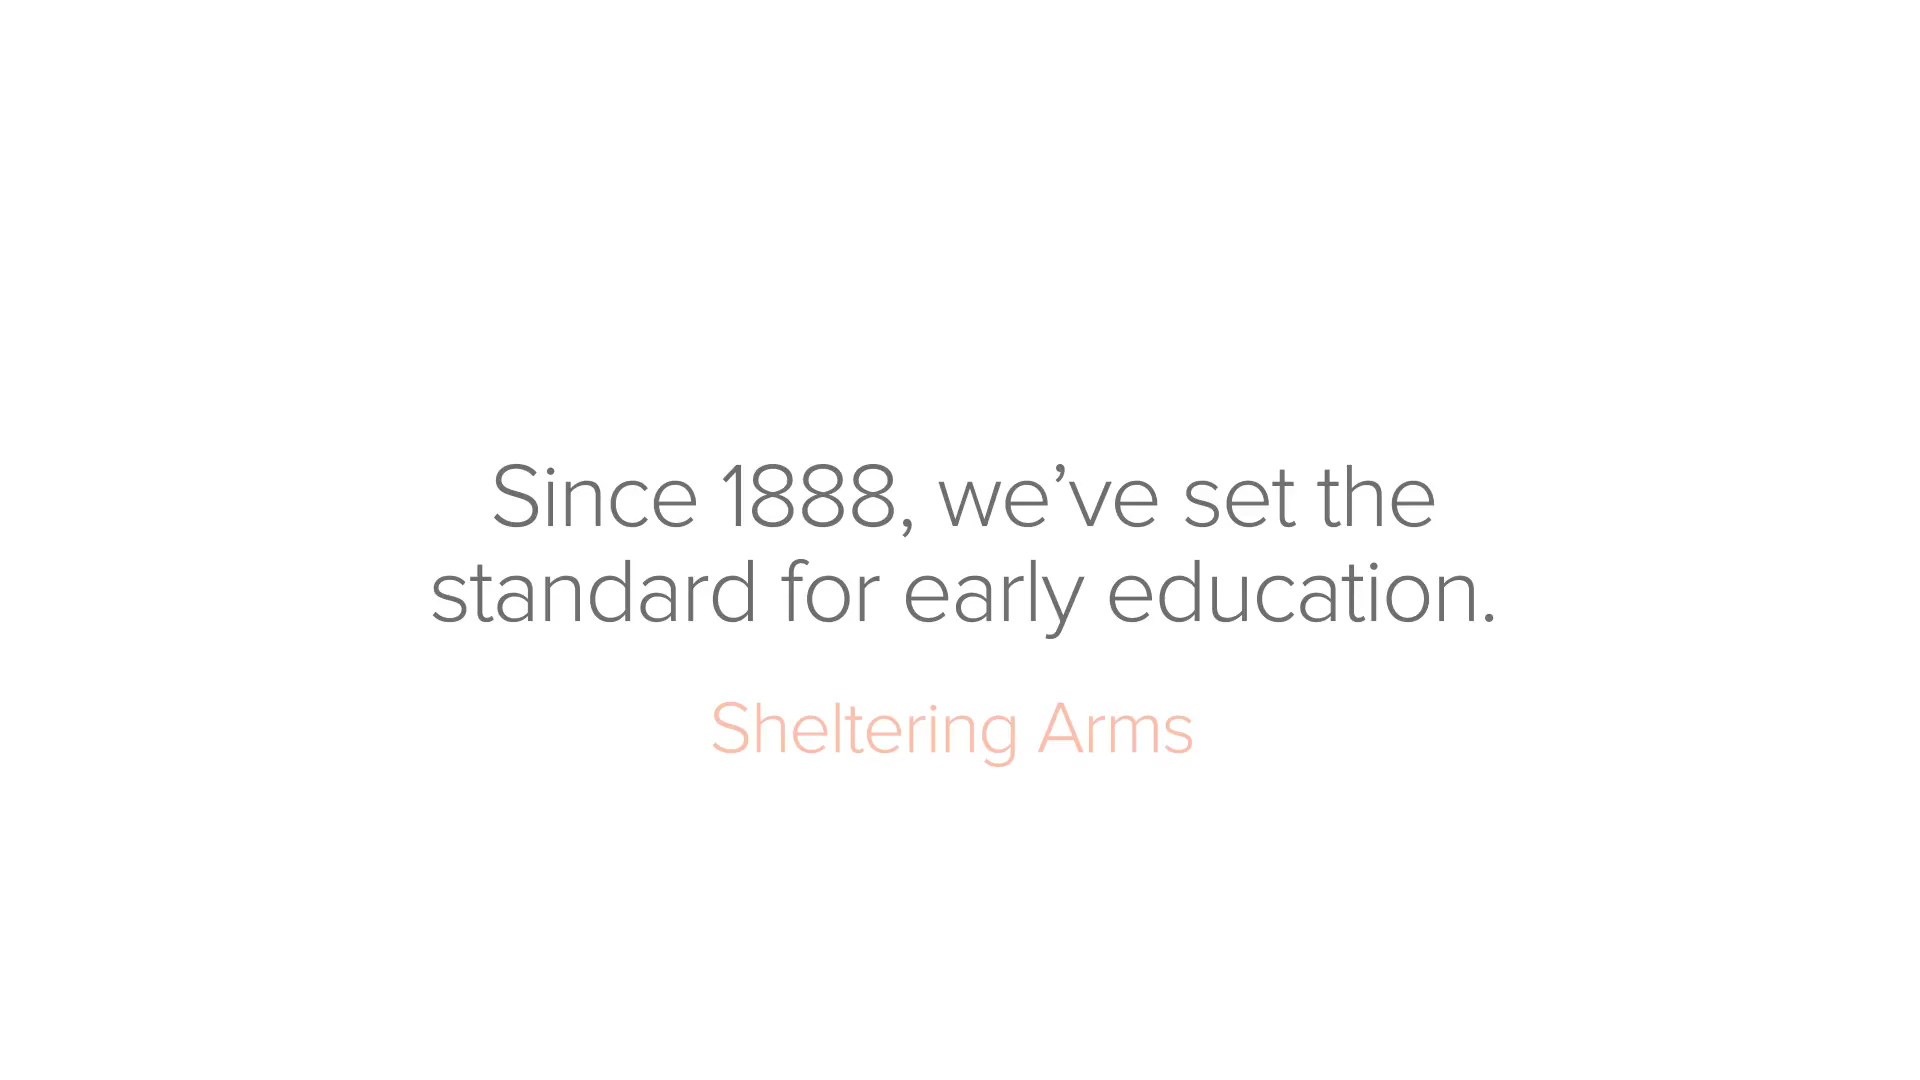 Since 1888, we’ve set the
standard for early education.
Sheltering Arms